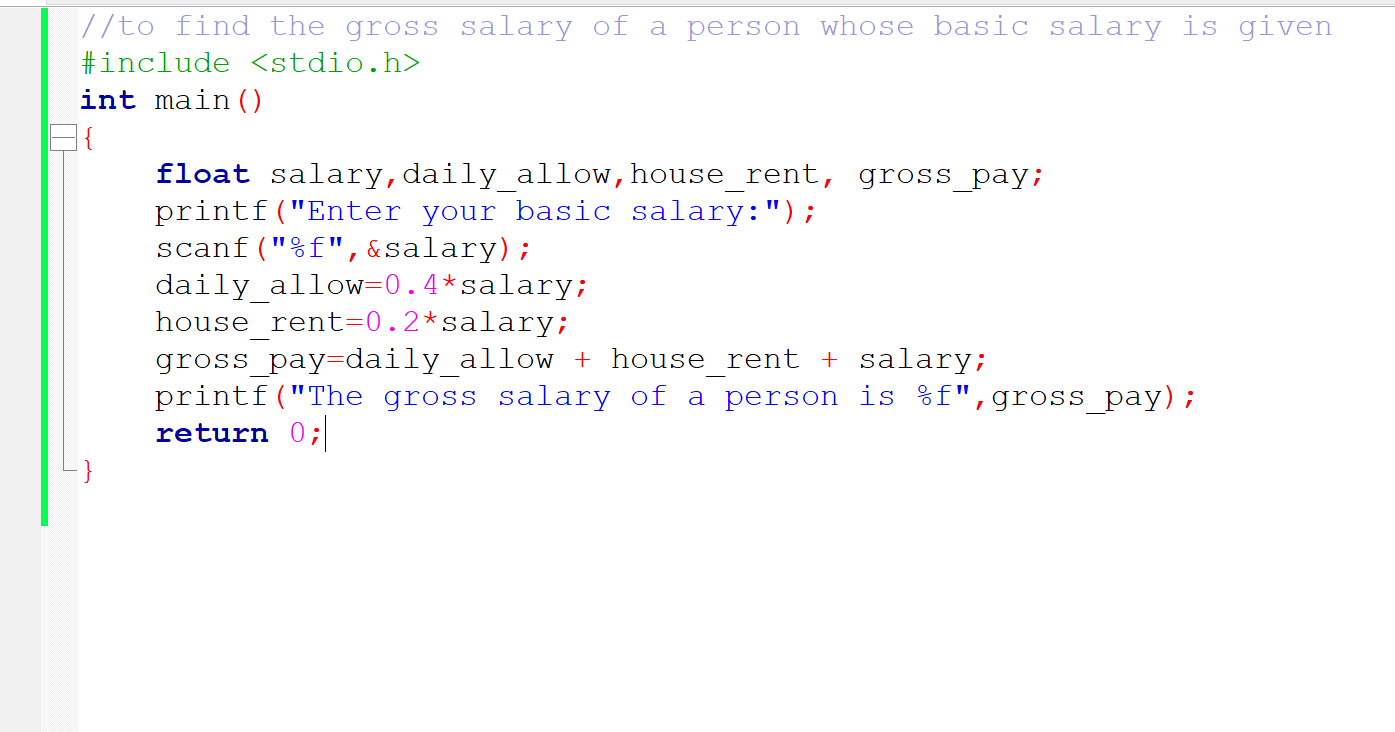 //to find the gross salary of a person whose basic salary is given
#include <stdio.h>
int main()
{
    float salary,daily_allow,house_rent, gross_pay;
    printf("Enter your basic salary:");
    scanf("%f",&salary);
    daily_allow=0.4*salary;
    house_rent=0.2*salary;
    gross_pay=daily_allow + house_rent + salary;
    printf("The gross salary of a person is %f",gross_pay);
    return 0;
}